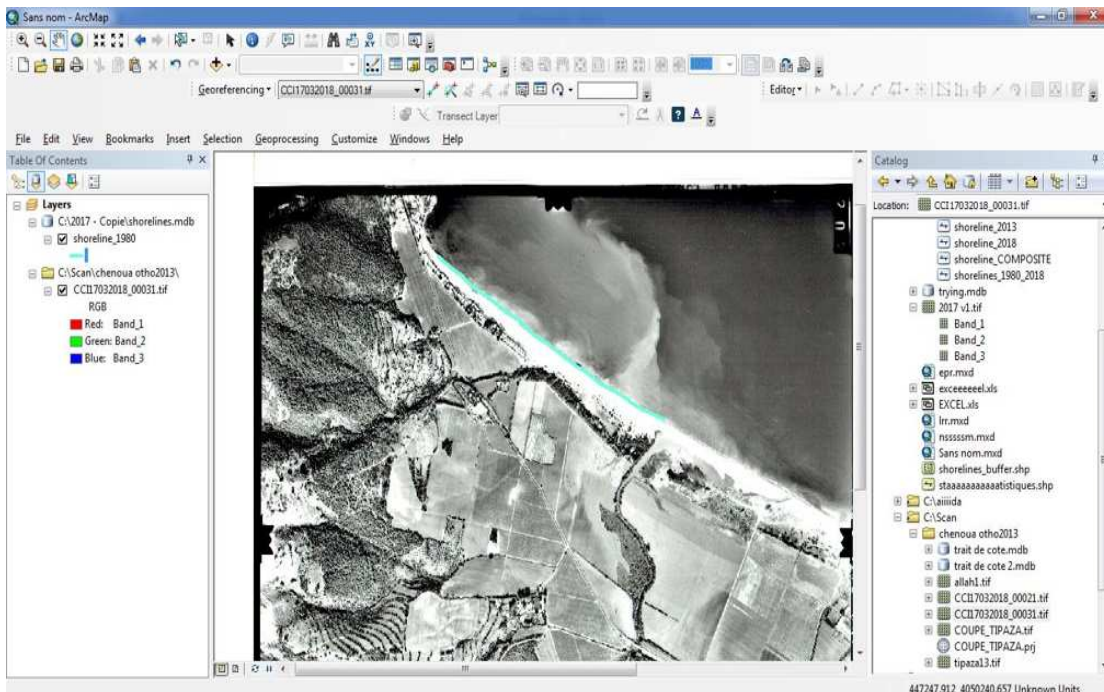 Sans nom - ArcMap
Georeferencing CCI17032018_00031.tif
Editor
Transect Layer
File Edit View Bookmarks Insert Selection Geoprocessing Customize Windows Help
Table Of Contents
Layers
C:\2017 - Copie\shorelines.mdb
shoreline_1980
C:\Scan\chenoua otho2013\
CCI17032018_00031.tif
RGB
Red: Band_1
Green: Band_2
Blue: Band_3
Catalog
Location: CCI17032018_00031.tif
shoreline_2013
shoreline_2018
shoreline_COMPOSITE
shorelines_1980_2018
trying.mdb
2017 v1.tif
Band_1
Band_2
Band_3
epr.mxd
exceeeeeel.xls
EXCEL.xls
lrr.mxd
nsssssm.mxd
Sans nom.mxd
shorelines_buffer.shp
C:\Scan
chenoua otho2013
trait de cote.mdb
trait de cote 2.mdb
allah1.tif
CCI17032018_00021.tif
CCI17032018_00031.tif
COUPE_TIPAZA.tif
COUPE_TIPAZA.prj
tipaza13.tif
447247,912 4050240,657 Unknown Units